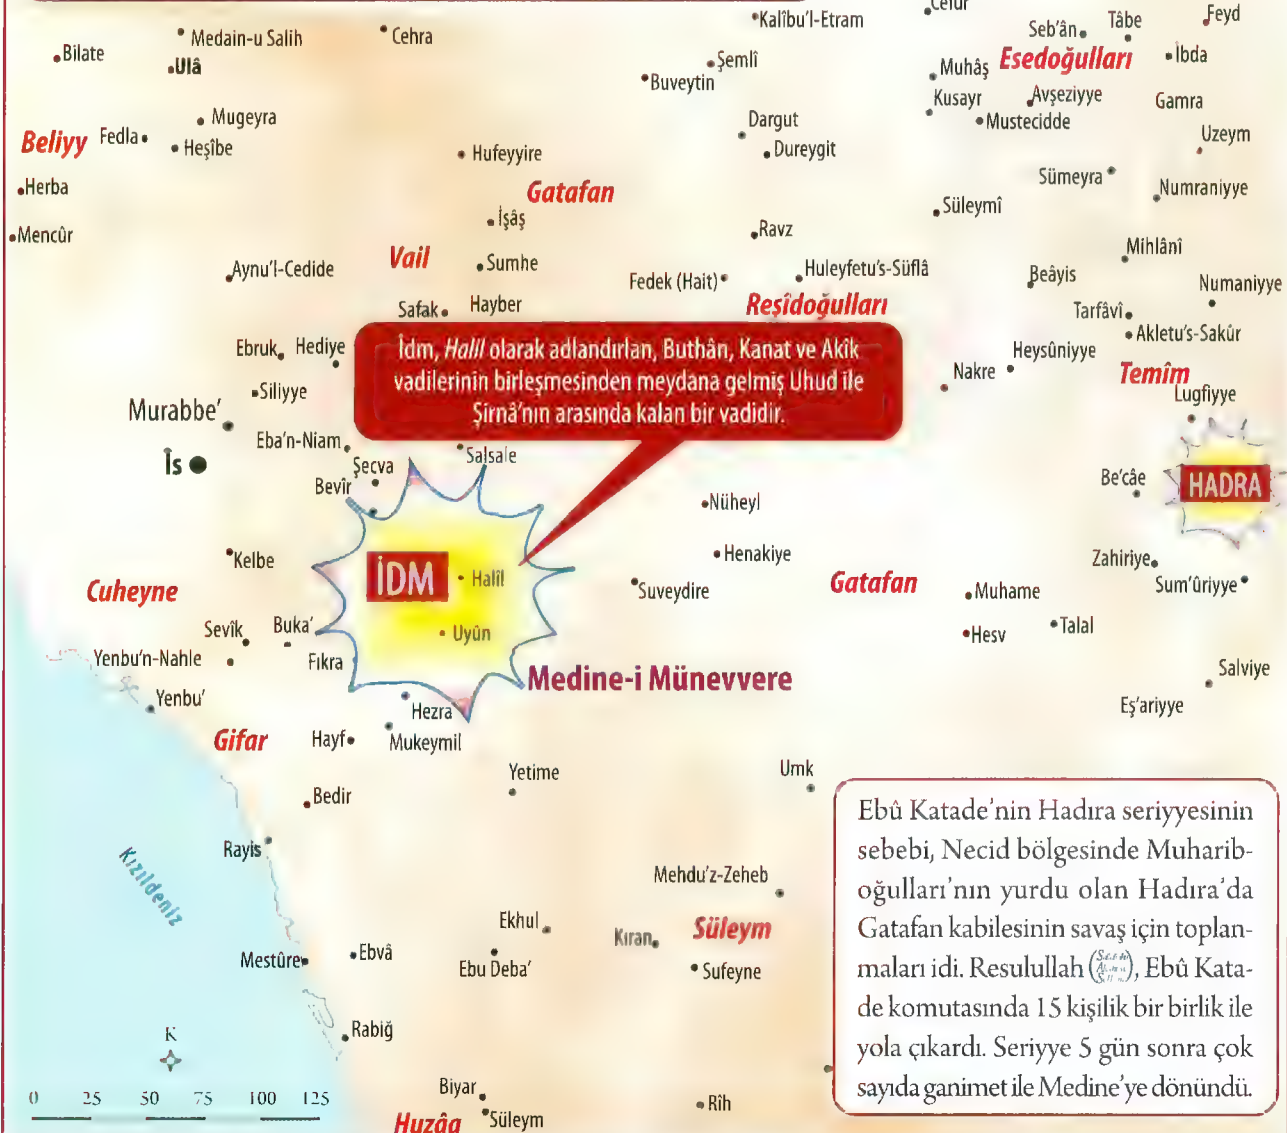 Kalîbu'l-Etram
Feyd
Medain-u Salih
Cehra
Seb'ân
Tâbe
Bilate
Ulâ
Şemlî
Esedoğulları
İbda
Buveytin
Muhâş
Kusayr
Avşeziyye
Gamra
Mugeyra
Dargut
Mustecidde
Beliyy
Fedla
Heşîbe
Uzeym
Hufeyyire
Dureygit
Herba
Gatafan
Sümeyra
Numraniyye
İşâş
Süleymî
Mencûr
Ravz
Vail
Mihlânî
Aynu'l-Cedide
Sumhe
Fedek (Hait)
Huleyfetu's-Süflâ
Beâyis
Numaniyye
Safak
Hayber
Reşîdoğulları
Tarfâvî
Akletu's-Sakûr
Ebruk
Hediye
İdm, Halil olarak adlandırlan, Buthân, Kanat ve Akîk
vadilerinin birleşmesinden meydana gelmiş Uhud ile
Şirnâ'nın arasında kalan bir vadidir.
Heysûniyye
Nakre
Temîm
Siliyye
Lugfiyye
Murabbe'
Eba'n-Niam
Salsale
İs
Şecva
Bevîr
Be'câe
HADRA
Nüheyl
Kelbe
Henakiye
Zahiriye
İDM
Halîl
Cuheyne
Suveydire
Gatafan
Muhame
Sum'ûriyye
Sevîk
Buka'
Uyûn
Hesv
Talal
Yenbu'n-Nahle
Fıkra
Medine-i Münevvere
Salviye
Yenbu'
Hezra
Eş'ariyye
Gifar
Hayf
Mukeymil
Yetime
Umk
Bedir
Rayis
Kızıldeniz
Mehdu'z-Zeheb
Ekhul
Kıran
Süleym
Mestûre
Ebvâ
Ebu Deba'
Sufeyne
Rabiğ
K
0 25 50 75 100 125
Biyar
Süleym
Rîh
Huzâa
Ebû Katade'nin Hadıra seriyyesinin
sebebi, Necid bölgesinde Muharib-
oğulları'nın yurdu olan Hadıra'da
Gatafan kabilesinin savaş için toplan-
maları idi. Resulullah, Ebû Kata-
de komutasında 15 kişilik bir birlik ile
yola çıkardı. Seriyye 5 gün sonra çok
sayıda ganimet ile Medine'ye dönündü.